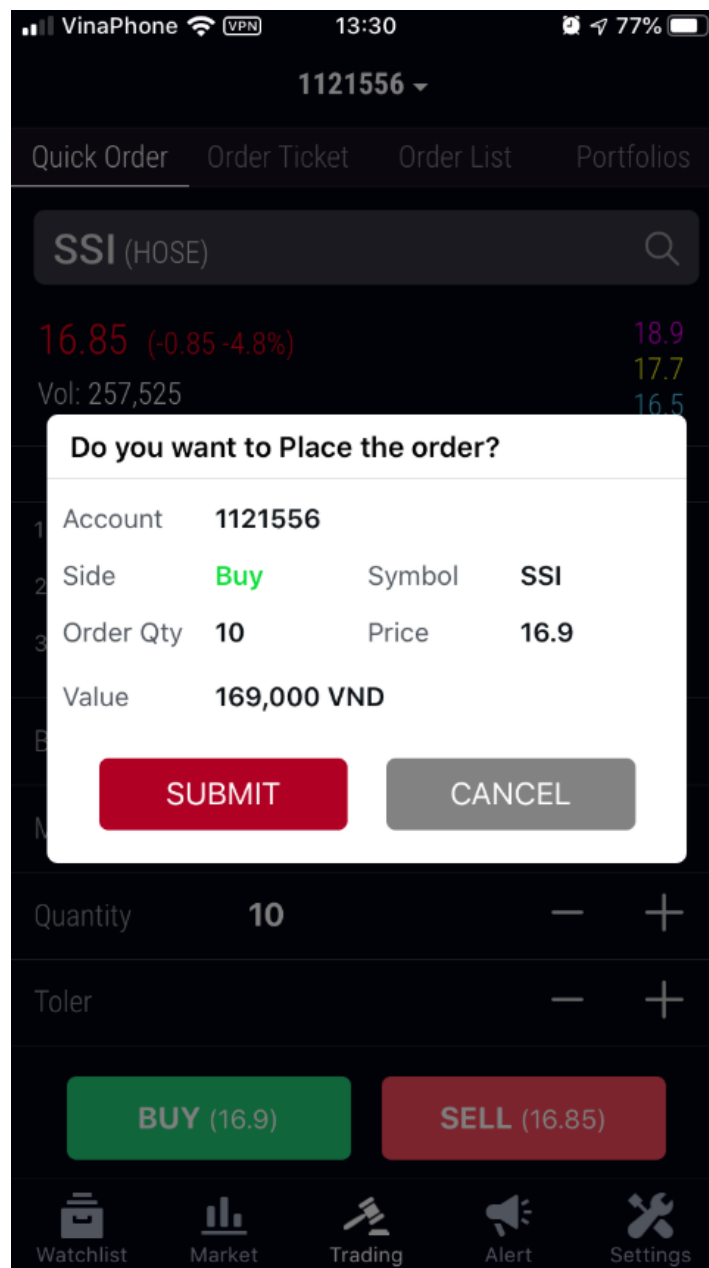 VinaPhone VPN 13:30 77%
1121556
Quick Order Order Ticket Order List Portfolios
SSI (HOSE)
16.85 (-0.85 -4.8%) 18.9
17.7
Vol: 257,525 16.5
Do you want to Place the order?
Account 1121556
1
Side Buy Symbol SSI
2
Order Qty 10 Price 16.9
3
Value 169,000 VND
B
SUBMIT CANCEL
M
Quantity 10 − +
Toler − +
BUY (16.9) SELL (16.85)
Watchlist Market Trading Alert Settings